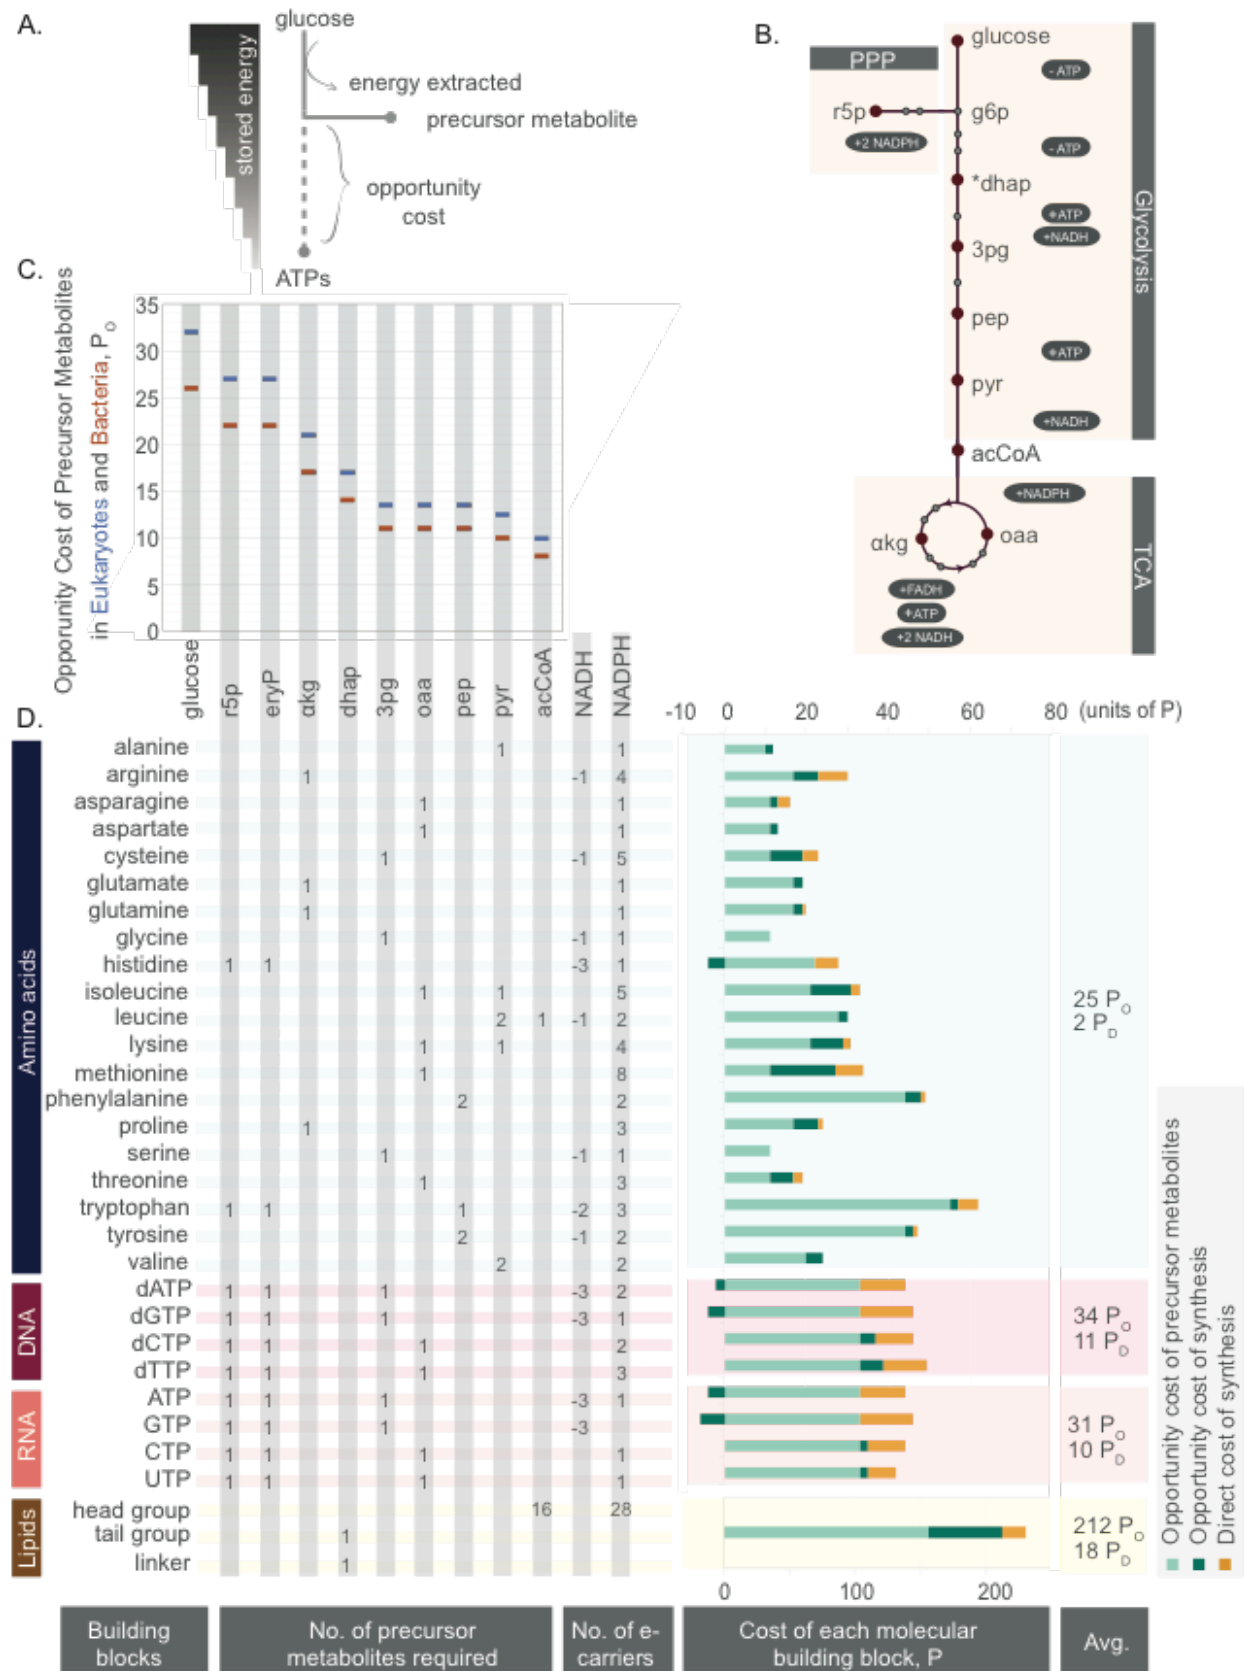 A.
glucose
stored energy
energy extracted
precursor metabolite
opportunity
cost
ATPs
B.
PPP
glucose
- ATP
r5p
g6p
+2 NADPH
- ATP
*dhap
+ATP
+NADH
3pg
Glycolysis
pep
+ATP
pyr
+NADH
acCoA
+NADPH
αkg
oaa
TCA
+FADH
+ATP
+2 NADH
C.
Opporunity Cost of Precursor Metabolites
in Eukaryotes and Bacteria, P_O
35
30
25
20
15
10
5
0
glucose
r5p
eryP
αkg
dhap
3pg
oaa
pep
pyr
acCoA
NADH
NADPH
D.
-10 0 20 40 60 80 (units of P)
Amino acids
alanine 1 1
arginine 1 -1 4
asparagine 1 1
aspartate 1 1
cysteine 1 -1 5
glutamate 1 1
glutamine 1 1
glycine 1 -1 1
histidine 1 1 -3 1
isoleucine 1 1 5
leucine 2 1 -1 2
lysine 1 1 4
methionine 1 8
phenylalanine 2 2
proline 1 3
serine 1 -1 1
threonine 1 3
tryptophan 1 1 1 -2 3
tyrosine 2 -1 2
valine 2 2
25 P_O
2 P_D
DNA
dATP 1 1 1 -3 2
dGTP 1 1 1 -3 1
dCTP 1 1 1 2
dTTP 1 1 1 3
34 P_O
11 P_D
RNA
ATP 1 1 1 -3 1
GTP 1 1 1 -3
CTP 1 1 1 1
UTP 1 1 1 1
31 P_O
10 P_D
Lipids
head group 16 28
tail group 1
linker 1
212 P_O
18 P_D
0 100 200
Opportunity cost of precursor metabolites
Opportunity cost of synthesis
Direct cost of synthesis
Building
blocks
No. of precursor
metabolites required
No. of e-
carriers
Cost of each molecular
building block, P
Avg.